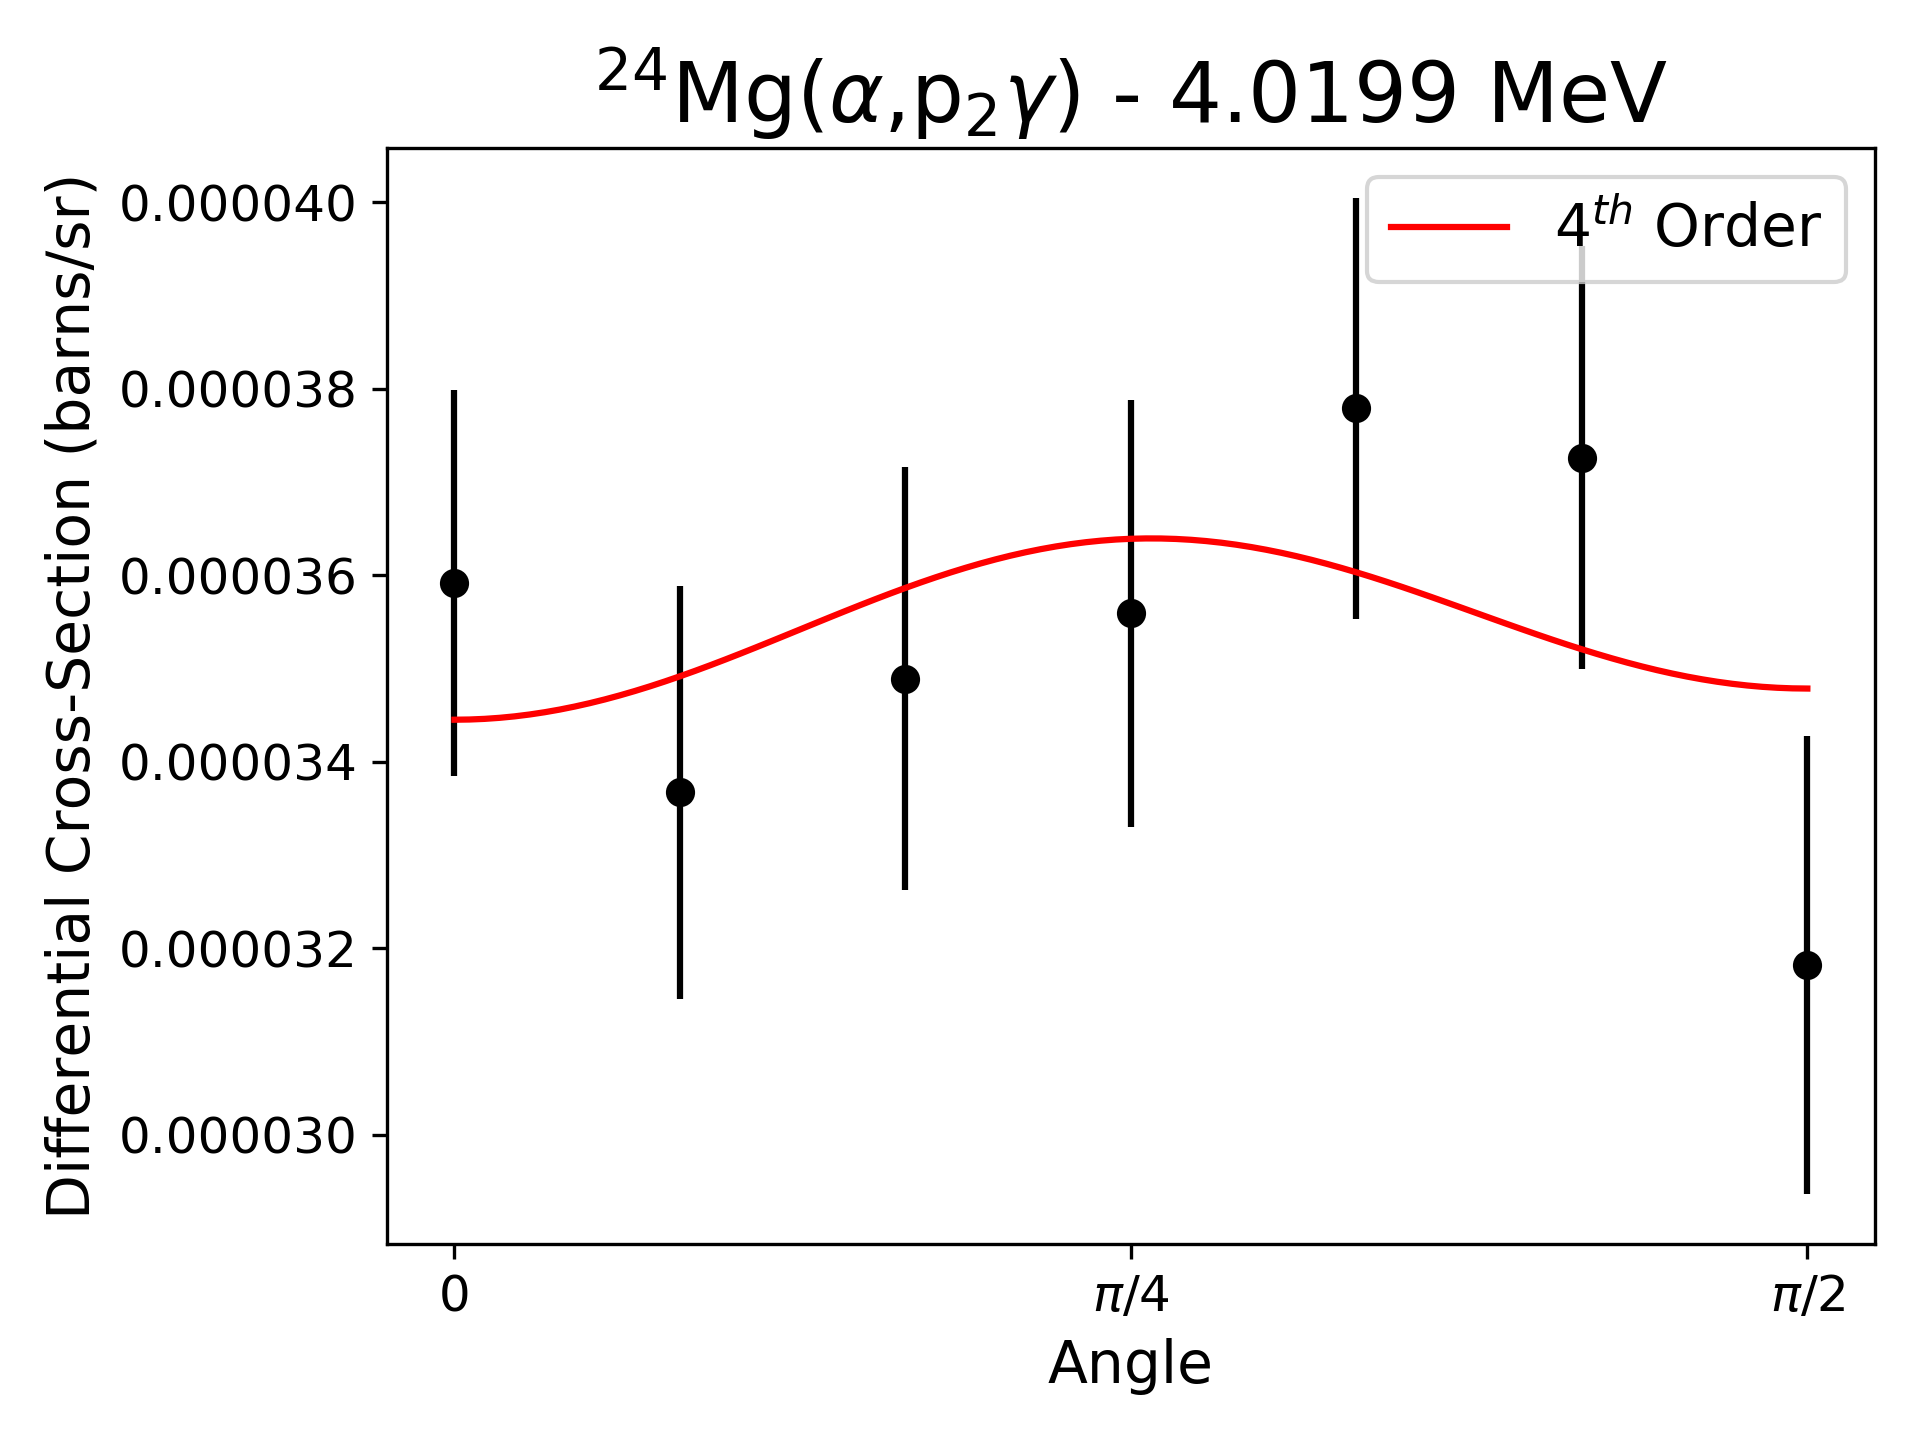 ²⁴Mg(α,p₂γ) - 4.0199 MeV
4ᵗʰ Order
Differential Cross-Section (barns/sr)
0.000040
0.000038
0.000036
0.000034
0.000032
0.000030
0
π/4
π/2
Angle